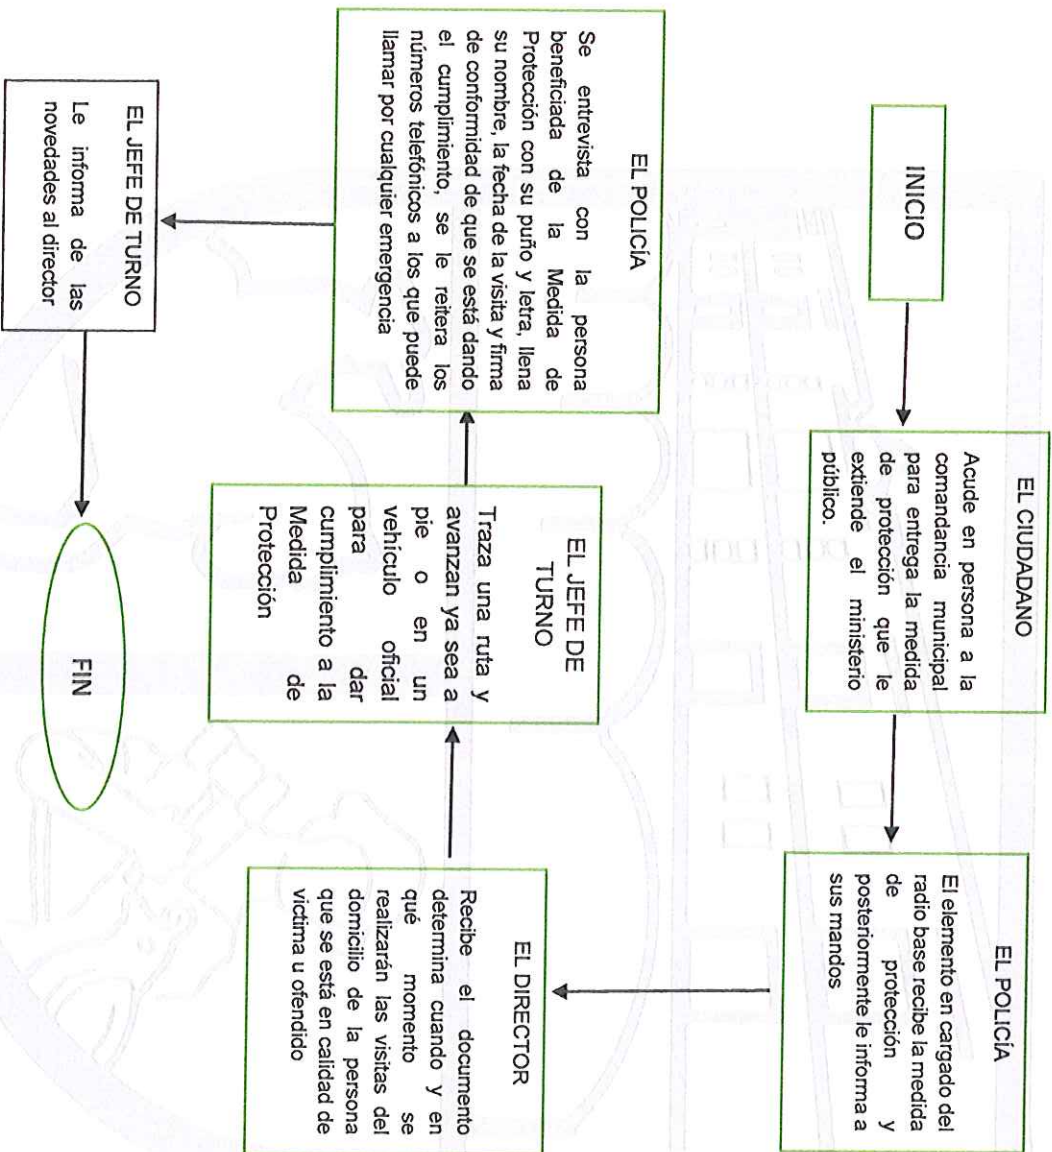 INICIO
EL CIUDADANO
Acude en persona a la
comandancia municipal
para entrega la medida
de protección que le
extiende el ministerio
público.
EL POLICÍA
El elemento en cargado del
radio base recibe la medida
de protección y
posteriormente le informa a
sus mandos
EL DIRECTOR
Recibe el documento
determina cuando y en
qué momento se
realizarán las visitas del
domicilio de la persona
que se está en calidad de
victima u ofendido
EL JEFE DE
TURNO
Traza una ruta y
avanzan ya sea a
pie o en un
vehículo oficial
para dar
cumplimiento a la
Medida de
Protección
EL POLICÍA
Se entrevista con la persona
beneficiada de la Medida de
Protección con su puño y letra, llena
su nombre, la fecha de la visita y firma
de conformidad de que se está dando
el cumplimiento, se le reitera los
números telefónicos a los que puede
llamar por cualquier emergencia
EL JEFE DE TURNO
Le informa de las
novedades al director
FIN